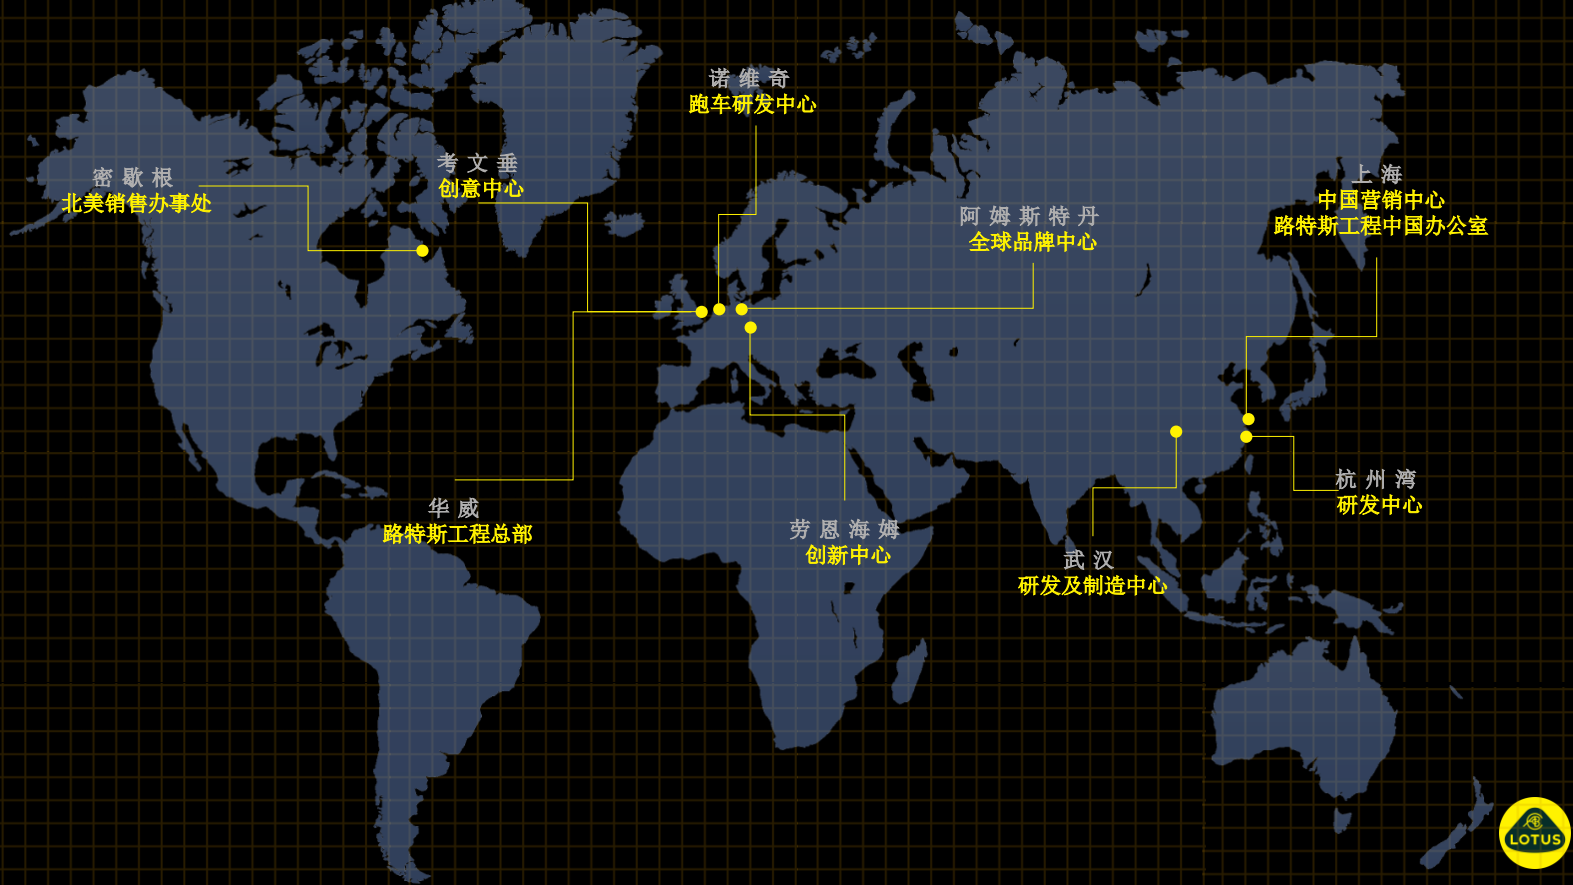 诺维奇
跑车研发中心
考文垂
创意中心
密歇根
北美销售办事处
上海
中国营销中心
路特斯工程中国办公室
阿姆斯特丹
全球品牌中心
杭州湾
研发中心
华威
路特斯工程总部
劳恩海姆
创新中心
武汉
研发及制造中心
LOTUS